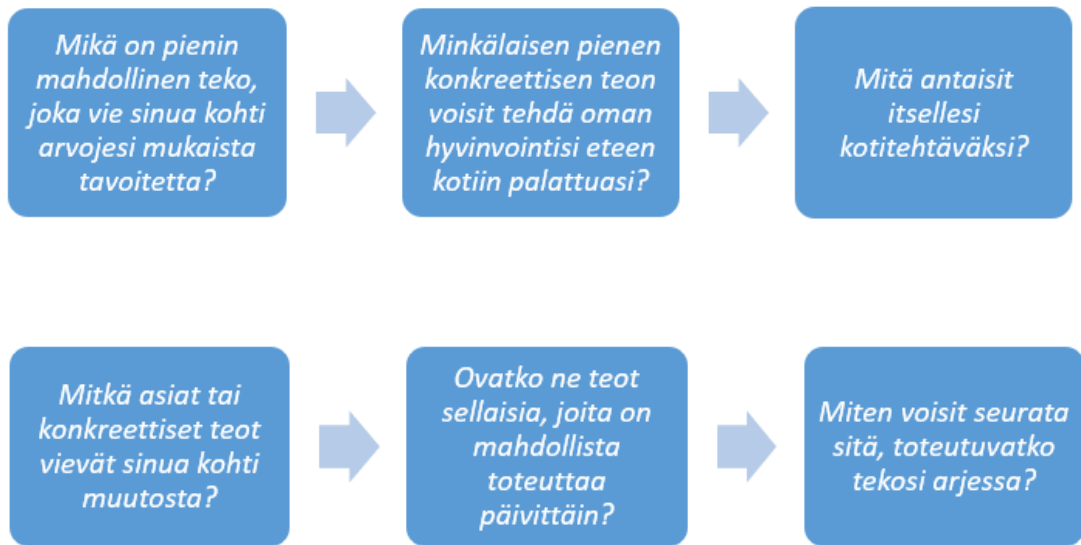 Mikä on pienin
mahdollinen teko,
joka vie sinua kohti
arvojesi mukaista
tavoitetta?
Minkälaisen pienen
konkreettisen teon
voisit tehdä oman
hyvinvointisi eteen
kotiin palattuasi?
Mitä antaisit
itsellesi
kotitehtäväksi?
Mitkä asiat tai
konkreettiset teot
vievät sinua kohti
muutosta?
Ovatko ne teot
sellaisia, joita on
mahdollista
toteuttaa
päivittäin?
Miten voisit seurata
sitä, toteutuvatko
tekosi arjessa?